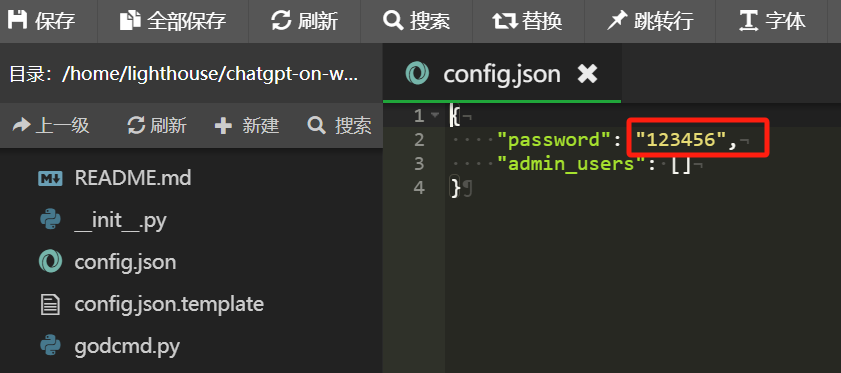 保存 全部保存 刷新 搜索 替换 跳转行 字体
目录：/home/lighthouse/chatgpt-on-w...
上一级 刷新 新建 搜索
README.md
__init__.py
config.json
config.json.template
godcmd.py
config.json
1 {
2 "password": "123456",
3 "admin_users": []
4 }